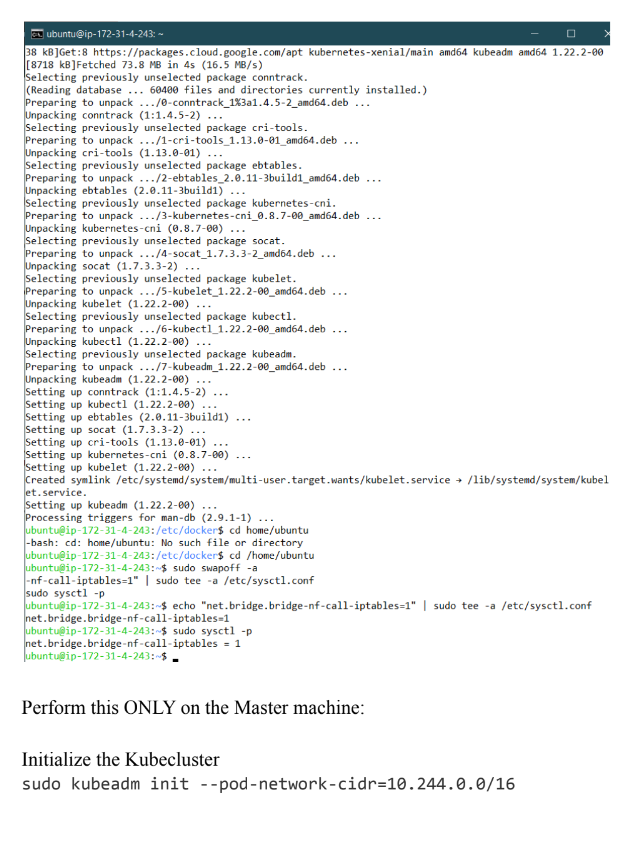 ubuntu@ip-172-31-4-243: ~
38 kB]Get:8 https://packages.cloud.google.com/apt kubernetes-xenial/main amd64 kubeadm amd64 1.22.2-00
[8718 kB]Fetched 73.8 MB in 4s (16.5 MB/s)
Selecting previously unselected package conntrack.
(Reading database ... 60400 files and directories currently installed.)
Preparing to unpack .../0-conntrack_1%3a1.4.5-2_amd64.deb ...
Unpacking conntrack (1:1.4.5-2) ...
Selecting previously unselected package cri-tools.
Preparing to unpack .../1-cri-tools_1.13.0-01_amd64.deb ...
Unpacking cri-tools (1.13.0-01) ...
Selecting previously unselected package ebtables.
Preparing to unpack .../2-ebtables_2.0.11-3build1_amd64.deb ...
Unpacking ebtables (2.0.11-3build1) ...
Selecting previously unselected package kubernetes-cni.
Preparing to unpack .../3-kubernetes-cni_0.8.7-00_amd64.deb ...
Unpacking kubernetes-cni (0.8.7-00) ...
Selecting previously unselected package socat.
Preparing to unpack .../4-socat_1.7.3.3-2_amd64.deb ...
Unpacking socat (1.7.3.3-2) ...
Selecting previously unselected package kubelet.
Preparing to unpack .../5-kubelet_1.22.2-00_amd64.deb ...
Unpacking kubelet (1.22.2-00) ...
Selecting previously unselected package kubectl.
Preparing to unpack .../6-kubectl_1.22.2-00_amd64.deb ...
Unpacking kubectl (1.22.2-00) ...
Selecting previously unselected package kubeadm.
Preparing to unpack .../7-kubeadm_1.22.2-00_amd64.deb ...
Unpacking kubeadm (1.22.2-00) ...
Setting up conntrack (1:1.4.5-2) ...
Setting up kubectl (1.22.2-00) ...
Setting up ebtables (2.0.11-3build1) ...
Setting up socat (1.7.3.3-2) ...
Setting up cri-tools (1.13.0-01) ...
Setting up kubernetes-cni (0.8.7-00) ...
Setting up kubelet (1.22.2-00) ...
Created symlink /etc/systemd/system/multi-user.target.wants/kubelet.service → /lib/systemd/system/kubel
et.service.
Setting up kubeadm (1.22.2-00) ...
Processing triggers for man-db (2.9.1-1) ...
ubuntu@ip-172-31-4-243:/etc/docker$ cd home/ubuntu
-bash: cd: home/ubuntu: No such file or directory
ubuntu@ip-172-31-4-243:/etc/docker$ cd /home/ubuntu
ubuntu@ip-172-31-4-243:~$ sudo swapoff -a
-nf-call-iptables=1" | sudo tee -a /etc/sysctl.conf
sudo sysctl -p
ubuntu@ip-172-31-4-243:~$ echo "net.bridge.bridge-nf-call-iptables=1" | sudo tee -a /etc/sysctl.conf
net.bridge.bridge-nf-call-iptables=1
ubuntu@ip-172-31-4-243:~$ sudo sysctl -p
net.bridge.bridge-nf-call-iptables = 1
ubuntu@ip-172-31-4-243:~$
Perform this ONLY on the Master machine:
Initialize the Kubecluster
sudo kubeadm init --pod-network-cidr=10.244.0.0/16